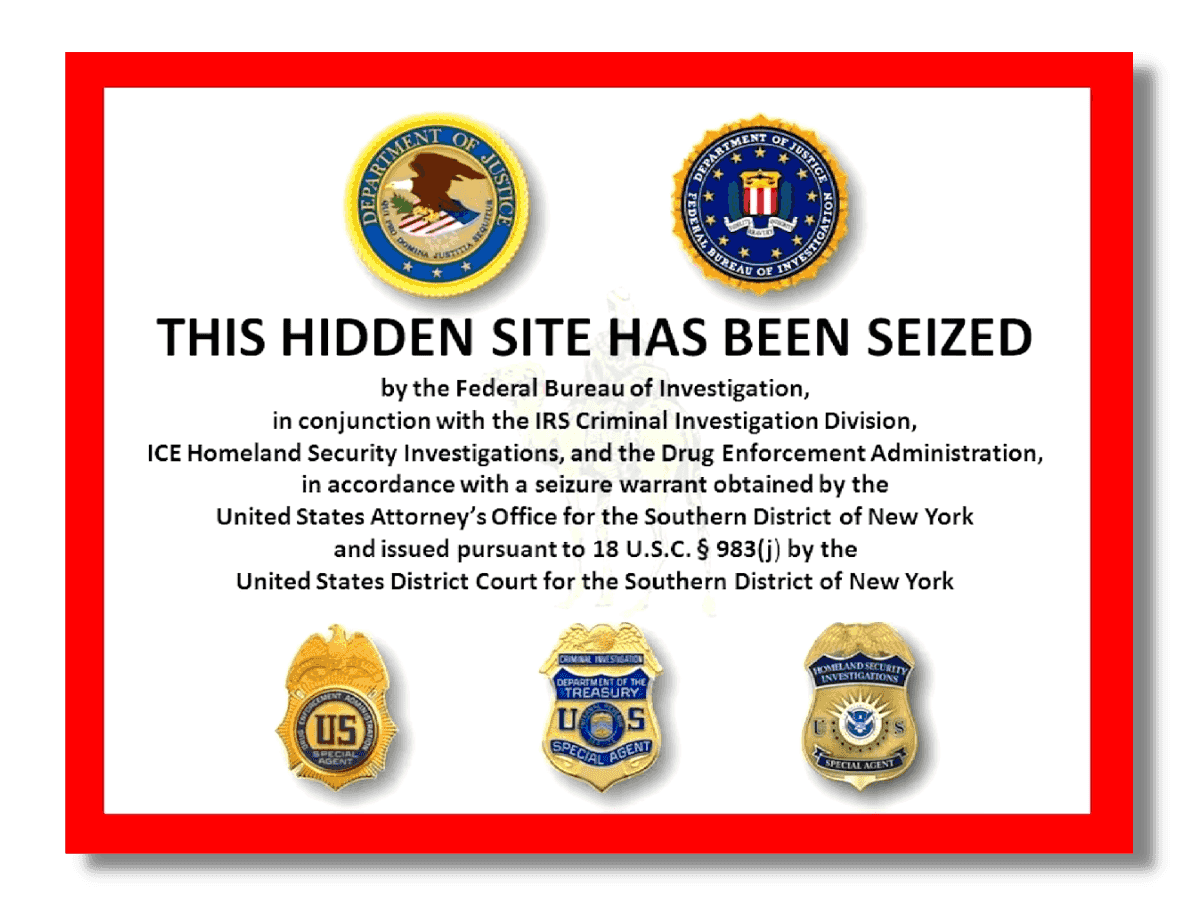 DEPARTMENT OF JUSTICE
QUI PRO DOMINA JUSTITIA SEQUITUR
DEPARTMENT OF JUSTICE
FEDERAL BUREAU OF INVESTIGATION
FIDELITY BRAVERY INTEGRITY
THIS HIDDEN SITE HAS BEEN SEIZED
by the Federal Bureau of Investigation,
in conjunction with the IRS Criminal Investigation Division,
ICE Homeland Security Investigations, and the Drug Enforcement Administration,
in accordance with a seizure warrant obtained by the
United States Attorney’s Office for the Southern District of New York
and issued pursuant to 18 U.S.C. § 983(j) by the
United States District Court for the Southern District of New York
DRUG ENFORCEMENT ADMINISTRATION
US
SPECIAL
AGENT
CRIMINAL INVESTIGATION
DEPARTMENT OF THE
TREASURY
U S
SPECIAL AGENT
HOMELAND SECURITY
INVESTIGATIONS
U S
SPECIAL AGENT